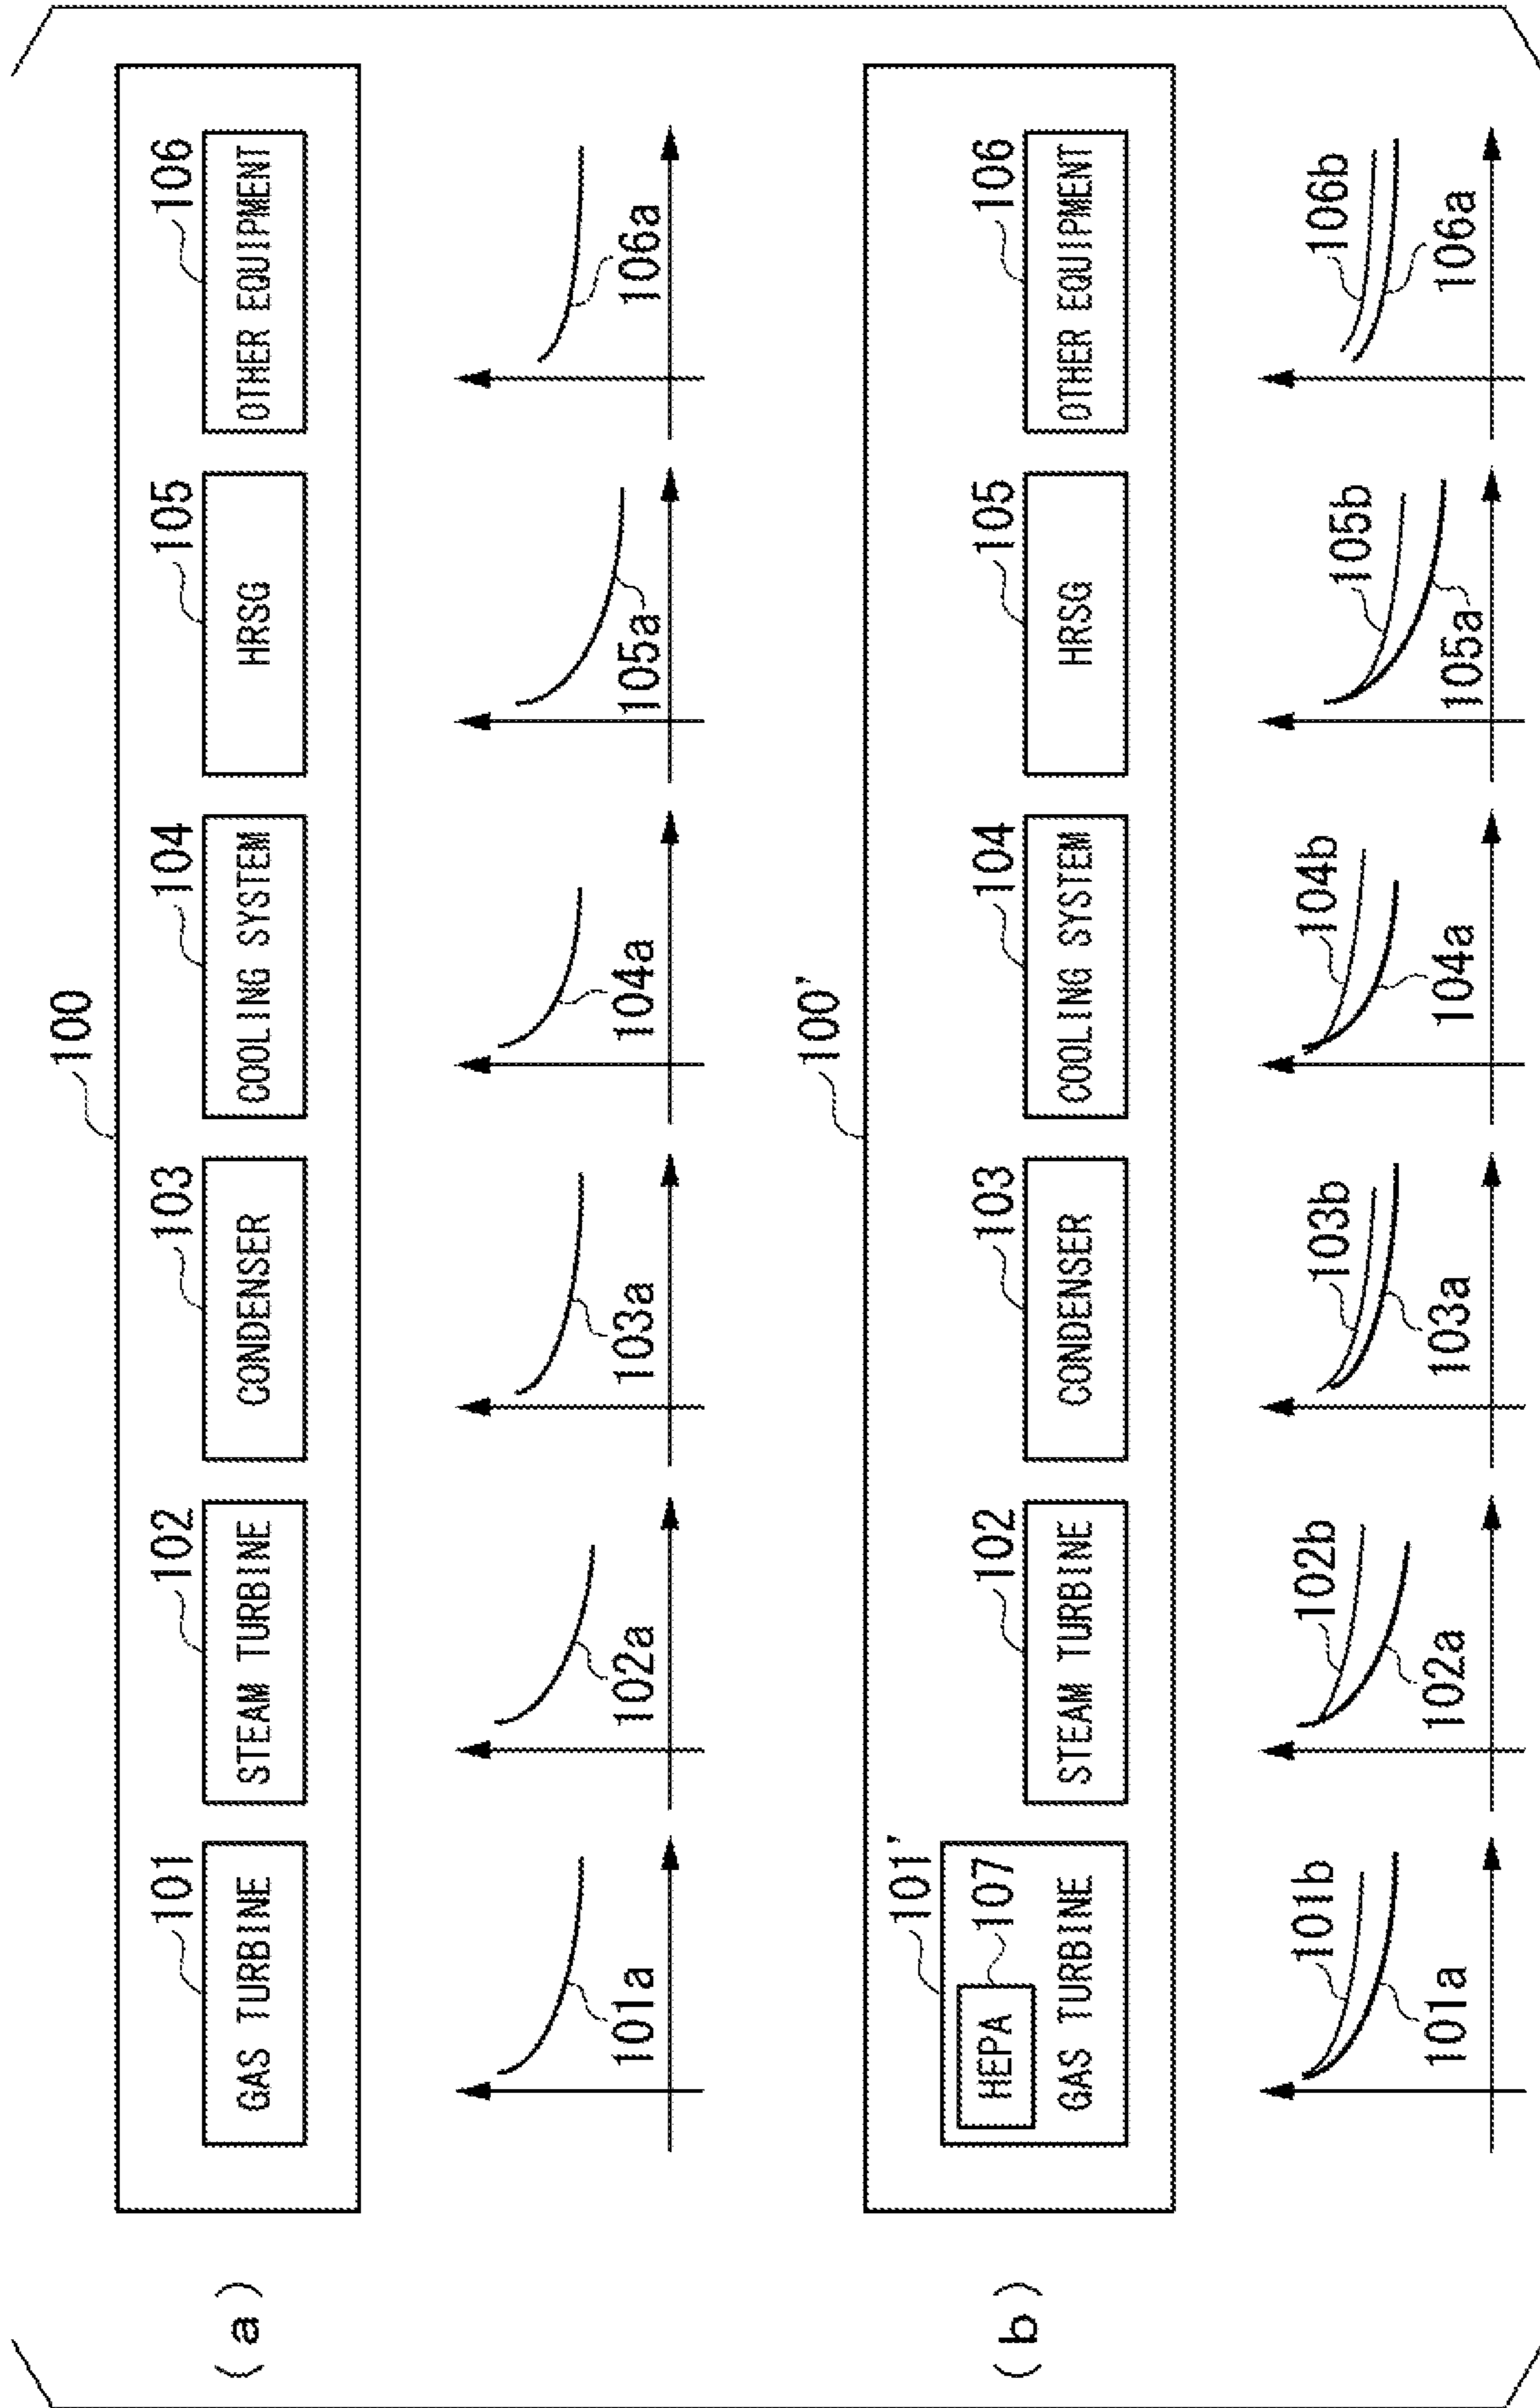 100
101
102
103
104
105
106
(a)
GAS TURBINE
STEAM TURBINE
CONDENSER
COOLING SYSTEM
HRSG
OTHER EQUIPMENT
101a
102a
103a
104a
105a
106a
100'
101'
107
102
103
104
105
106
(b)
HEPA
GAS TURBINE
STEAM TURBINE
CONDENSER
COOLING SYSTEM
HRSG
OTHER EQUIPMENT
101b
102b
103b
104b
105b
106b
101a
102a
103a
104a
105a
106a